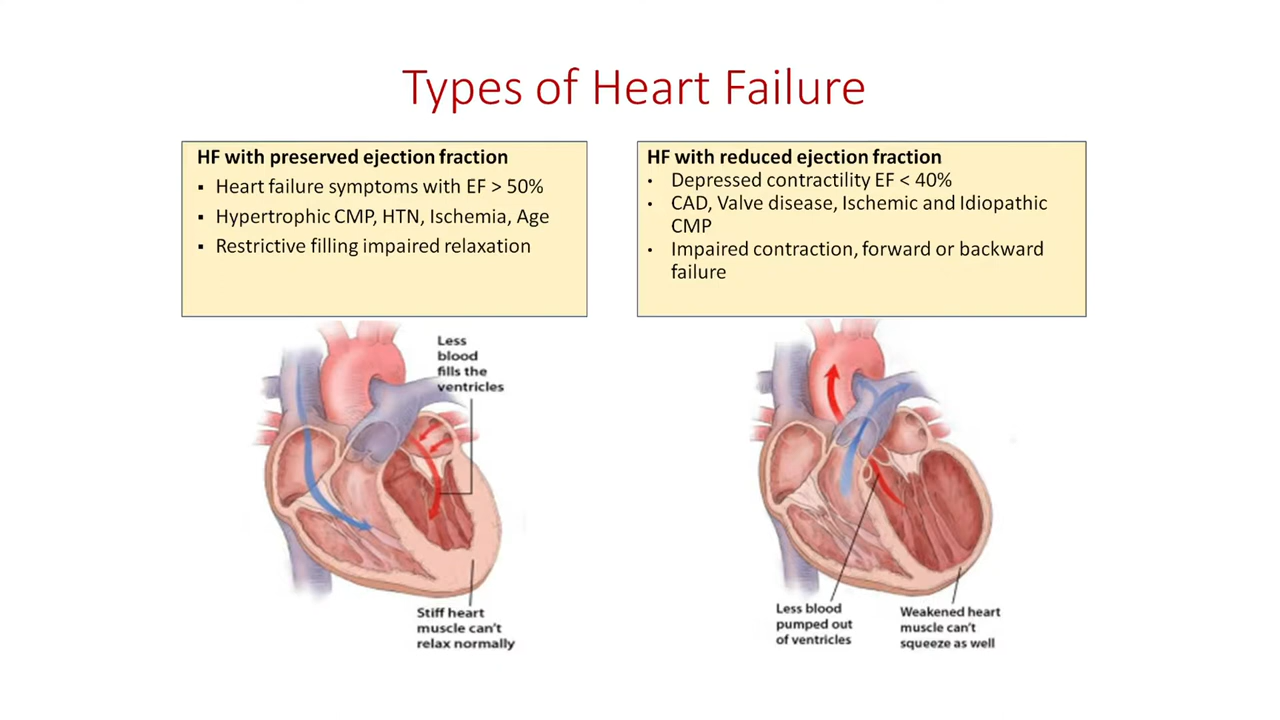 Types of Heart Failure
HF with preserved ejection fraction
▪ Heart failure symptoms with EF > 50%
▪ Hypertrophic CMP, HTN, Ischemia, Age
▪ Restrictive filling impaired relaxation
HF with reduced ejection fraction
• Depressed contractility EF < 40%
• CAD, Valve disease, Ischemic and Idiopathic
CMP
• Impaired contraction, forward or backward
failure
Less
blood
fills the
ventricles
Stiff heart
muscle can't
relax normally
Less blood
pumped out
of ventricles
Weakened heart
muscle can't
squeeze as well